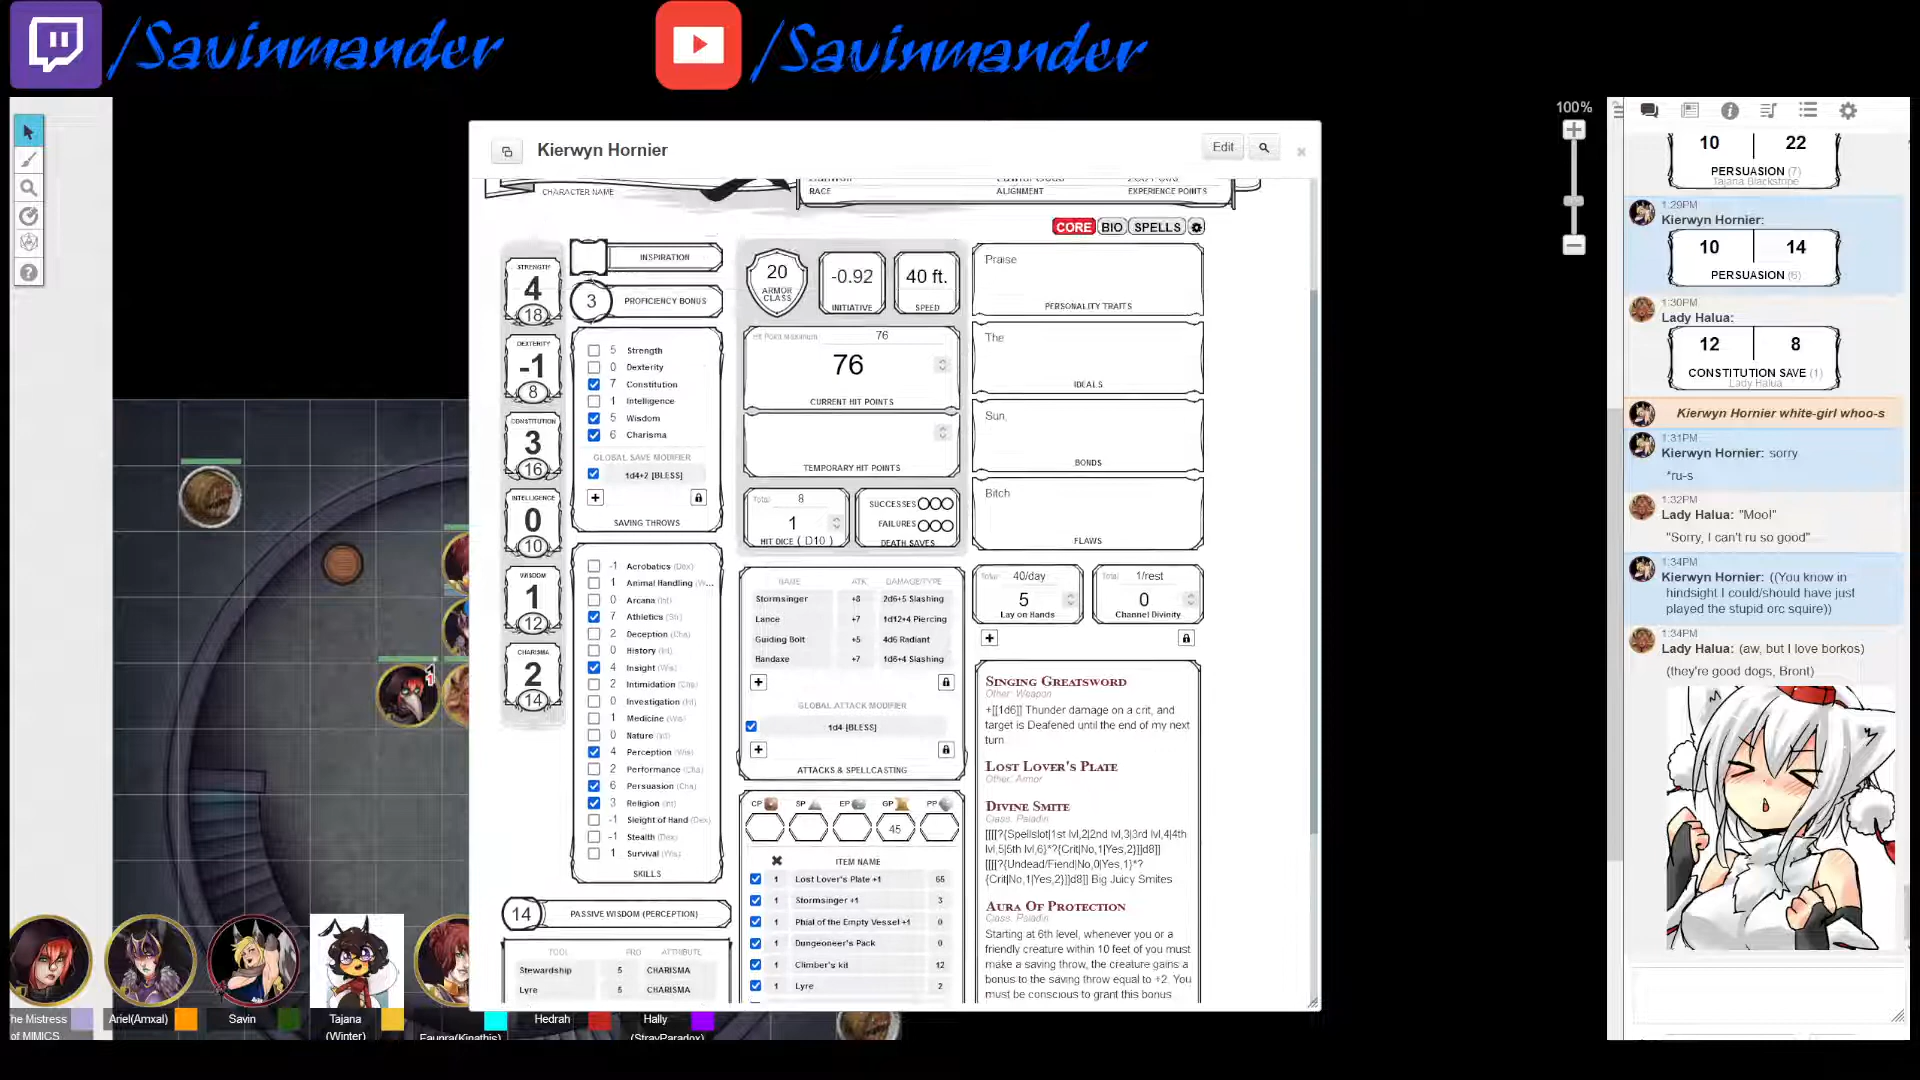 /Savinmander
/Savinmander
100%
Kierwyn Hornier
Edit
CHARACTER NAME
RACE
ALIGNMENT
EXPERIENCE POINTS
CORE
BIO
SPELLS
STRENGTH
4
18
DEXTERITY
-1
8
CONSTITUTION
3
16
INTELLIGENCE
0
10
WISDOM
1
12
CHARISMA
2
14
INSPIRATION
3
PROFICIENCY BONUS
5 Strength
0 Dexterity
7 Constitution
1 Intelligence
5 Wisdom
6 Charisma
GLOBAL SAVE MODIFIER
1d4+2 [BLESS]
SAVING THROWS
-1 Acrobatics (Dex)
1 Animal Handling (W...
0 Arcana (Int)
7 Athletics (Str)
2 Deception (Cha)
0 History (Int)
4 Insight (Wis)
2 Intimidation (Cha)
0 Investigation (Int)
1 Medicine (Wis)
0 Nature (Int)
4 Perception (Wis)
2 Performance (Cha)
6 Persuasion (Cha)
3 Religion (Int)
-1 Sleight of Hand (Dex)
-1 Stealth (Dex)
1 Survival (Wis)
SKILLS
14
PASSIVE WISDOM (PERCEPTION)
TOOL PRO ATTRIBUTE
Stewardship 5 CHARISMA
Lyre 5 CHARISMA
20
ARMOR
CLASS
-0.92
INITIATIVE
40 ft.
SPEED
Hit Point Maximum 76
76
CURRENT HIT POINTS
TEMPORARY HIT POINTS
Total 8
1
HIT DICE ( D10 )
SUCCESSES
FAILURES
DEATH SAVES
NAME ATK DAMAGE/TYPE
Stormsinger +8 2d6+5 Slashing
Lance +7 1d12+4 Piercing
Guiding Bolt +5 4d6 Radiant
Handaxe +7 1d6+4 Slashing
GLOBAL ATTACK MODIFIER
1d4 [BLESS]
ATTACKS & SPELLCASTING
CP SP EP GP PP
45
ITEM NAME
1 Lost Lover's Plate +1 65
1 Stormsinger +1 3
1 Phial of the Empty Vessel +1 0
1 Dungeoneer's Pack 0
1 Climber's kit 12
1 Lyre 2
Praise
PERSONALITY TRAITS
The
IDEALS
Sun,
BONDS
Bitch
FLAWS
Total 40/day
5
Lay on Hands
Total 1/rest
0
Channel Divinity
SINGING GREATSWORD
Other: Weapon
+[[1d6]] Thunder damage on a crit, and
target is Deafened until the end of my next
turn
LOST LOVER'S PLATE
Other: Armor
DIVINE SMITE
Class: Paladin
[[[[?{Spellslot|1st lvl,2|2nd lvl,3|3rd lvl,4|4th
lvl,5|5th lvl,6}*?{Crit|No,1|Yes,2}]]d8]]
[[[[?{Undead/Fiend|No,0|Yes,1}*?
{Crit|No,1|Yes,2}]]d8]] Big Juicy Smites
AURA OF PROTECTION
Class: Paladin
Starting at 6th level, whenever you or a
friendly creature within 10 feet of you must
make a saving throw, the creature gains a
bonus to the saving throw equal to +2. You
must be conscious to grant this bonus
10 22
PERSUASION (7)
Tajana Blackstripe
1:29PM
Kierwyn Hornier:
10 14
PERSUASION (6)
1:30PM
Lady Halua:
12 8
CONSTITUTION SAVE (1)
Lady Halua
Kierwyn Hornier white-girl whoo-s
1:31PM
Kierwyn Hornier: sorry
*ru-s
1:32PM
Lady Halua: "Moo!"
"Sorry, I can't ru so good"
1:34PM
Kierwyn Hornier: ((You know in
hindsight I could/should have just
played the stupid orc squire))
1:34PM
Lady Halua: (aw, but I love borkos)
(they're good dogs, Bront)
he Mistress
of MIMICS
Ariel(Amxal)
Savin
Tajana
(Winter)
Faunra(Kinathis)
Hedrah
Hally
(StrayParadox)